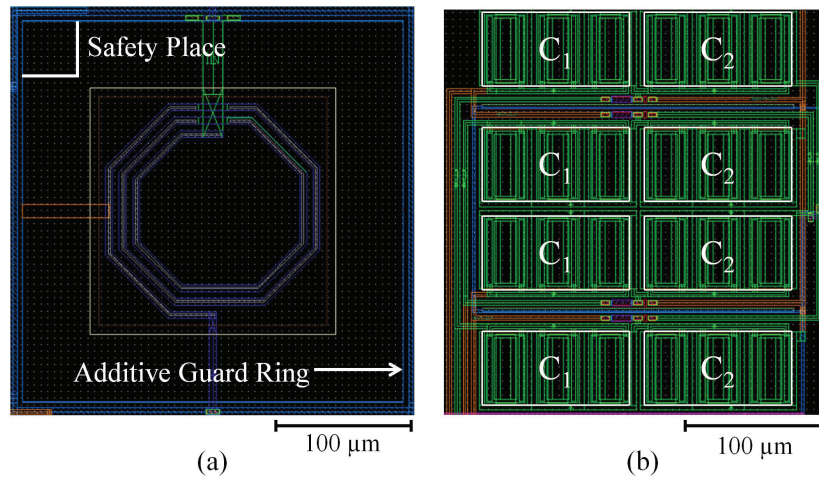 Safety Place
Additive Guard Ring
100 µm
(a)
C1 C2
C1 C2
C1 C2
C1 C2
100 µm
(b)